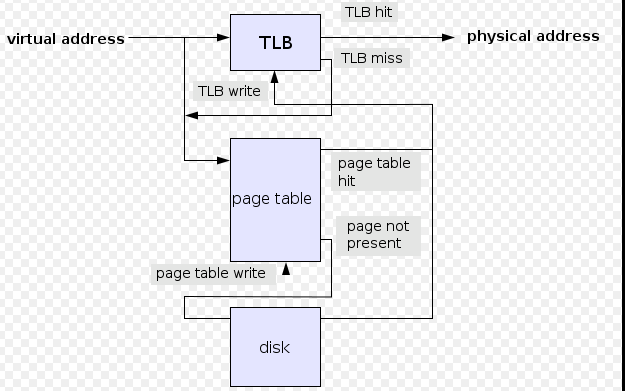 TLB hit
virtual address
TLB
physical address
TLB miss
TLB write
page table
hit
page table
page not
present
page table write
disk